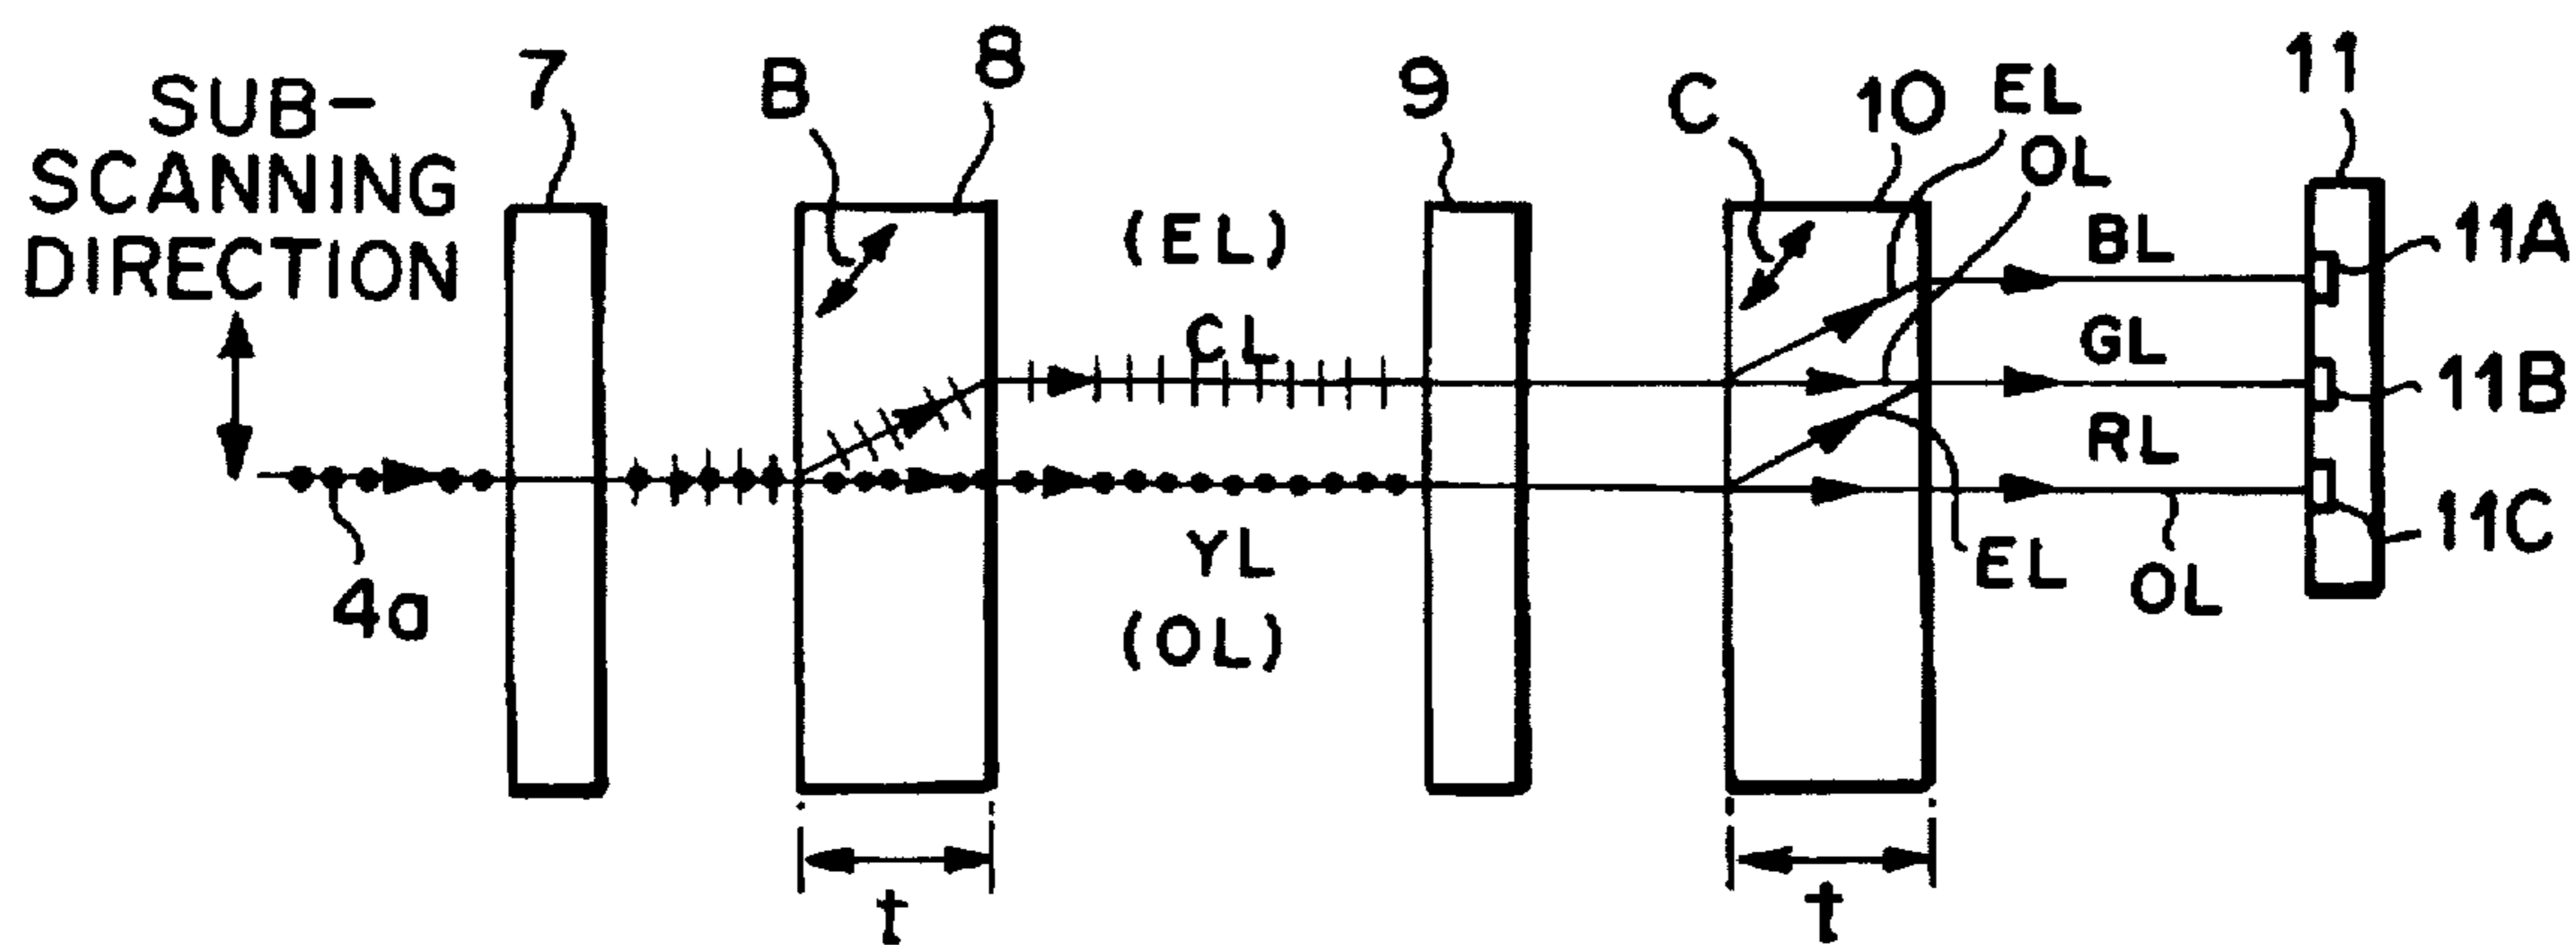 SUB-
SCANNING
DIRECTION
7
B
8
9
C
10
EL
OL
11
(EL)
CL
BL
GL
RL
11A
11B
11C
4a
YL
(OL)
EL
OL
t
t